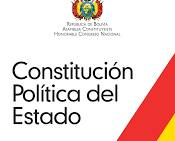 República de Bolivia
Asamblea Constituyente
Honorable Congreso Nacional
Constitución
Política del
Estado